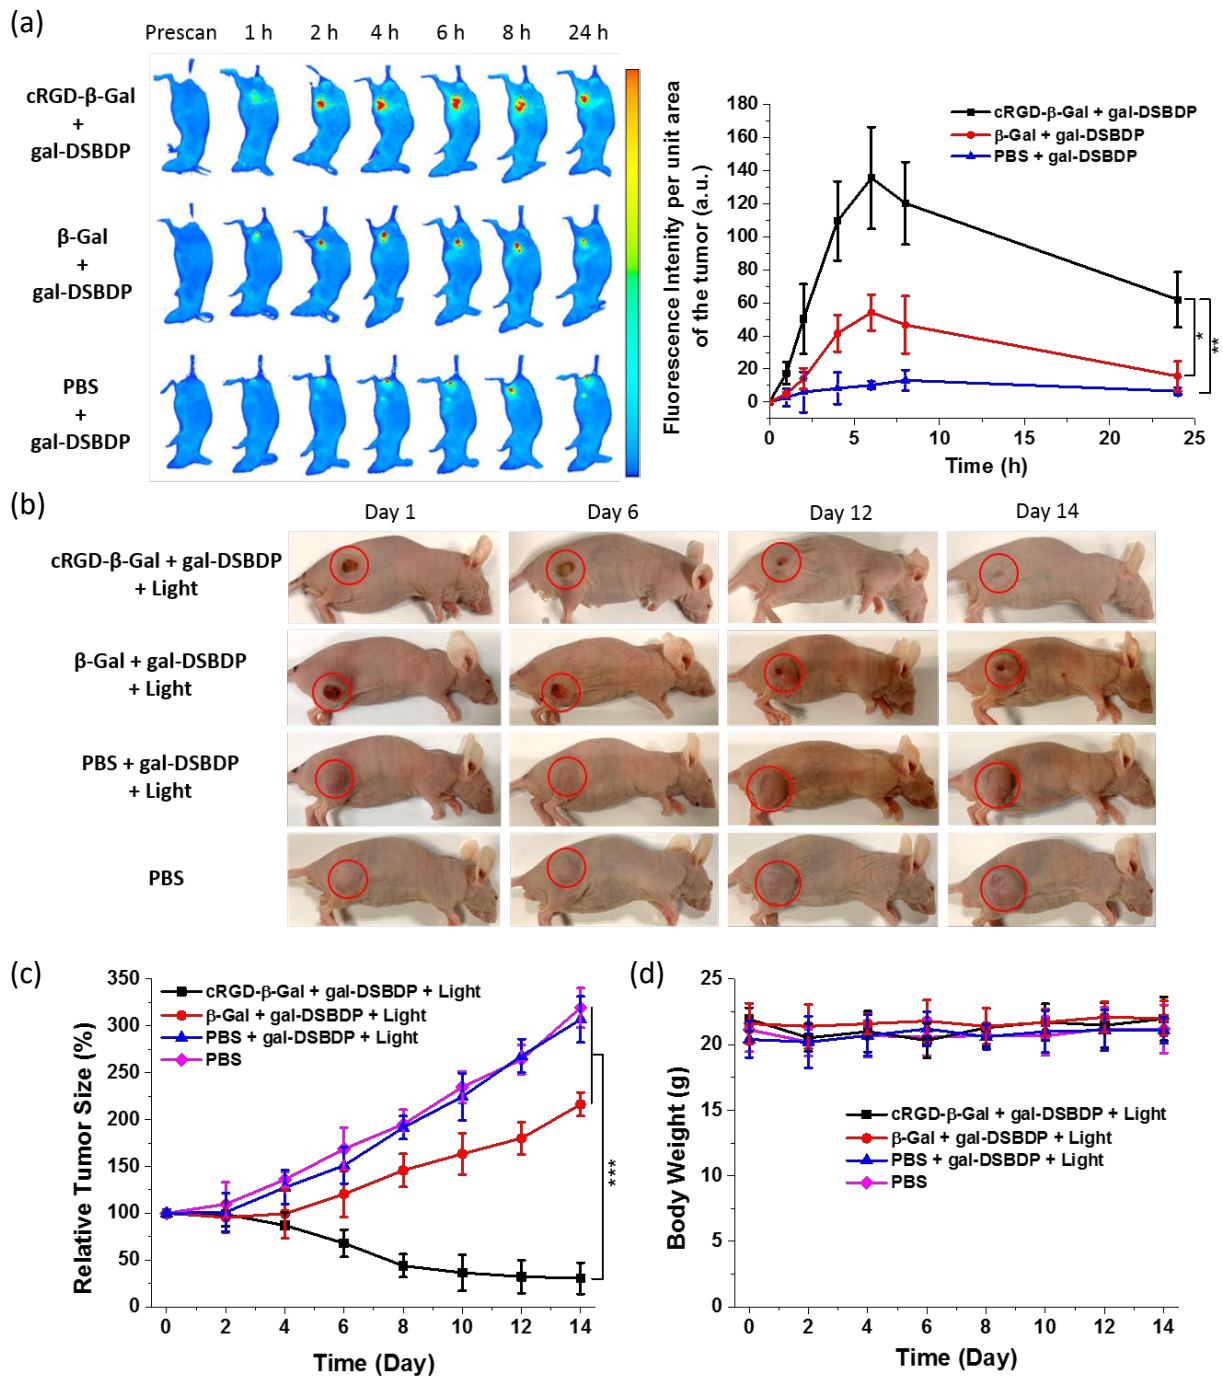 (a)
Prescan 1 h 2 h 4 h 6 h 8 h 24 h
cRGD-β-Gal
+
gal-DSBDP
β-Gal
+
gal-DSBDP
PBS
+
gal-DSBDP
Fluorescence Intenity per unit area
of the tumor (a.u.)
180
160
140
120
100
80
60
40
20
0
cRGD-β-Gal + gal-DSBDP
β-Gal + gal-DSBDP
PBS + gal-DSBDP
*
**
0 5 10 15 20 25
Time (h)
(b)
Day 1 Day 6 Day 12 Day 14
cRGD-β-Gal + gal-DSBDP
+ Light
β-Gal + gal-DSBDP
+ Light
PBS + gal-DSBDP
+ Light
PBS
(c)
Relative Tumor Size (%)
350
300
250
200
150
100
50
0
cRGD-β-Gal + gal-DSBDP + Light
β-Gal + gal-DSBDP + Light
PBS + gal-DSBDP + Light
PBS
***
0 2 4 6 8 10 12 14
Time (Day)
(d)
Body Weight (g)
25
20
15
10
5
0
cRGD-β-Gal + gal-DSBDP + Light
β-Gal + gal-DSBDP + Light
PBS + gal-DSBDP + Light
PBS
0 2 4 6 8 10 12 14
Time (Day)